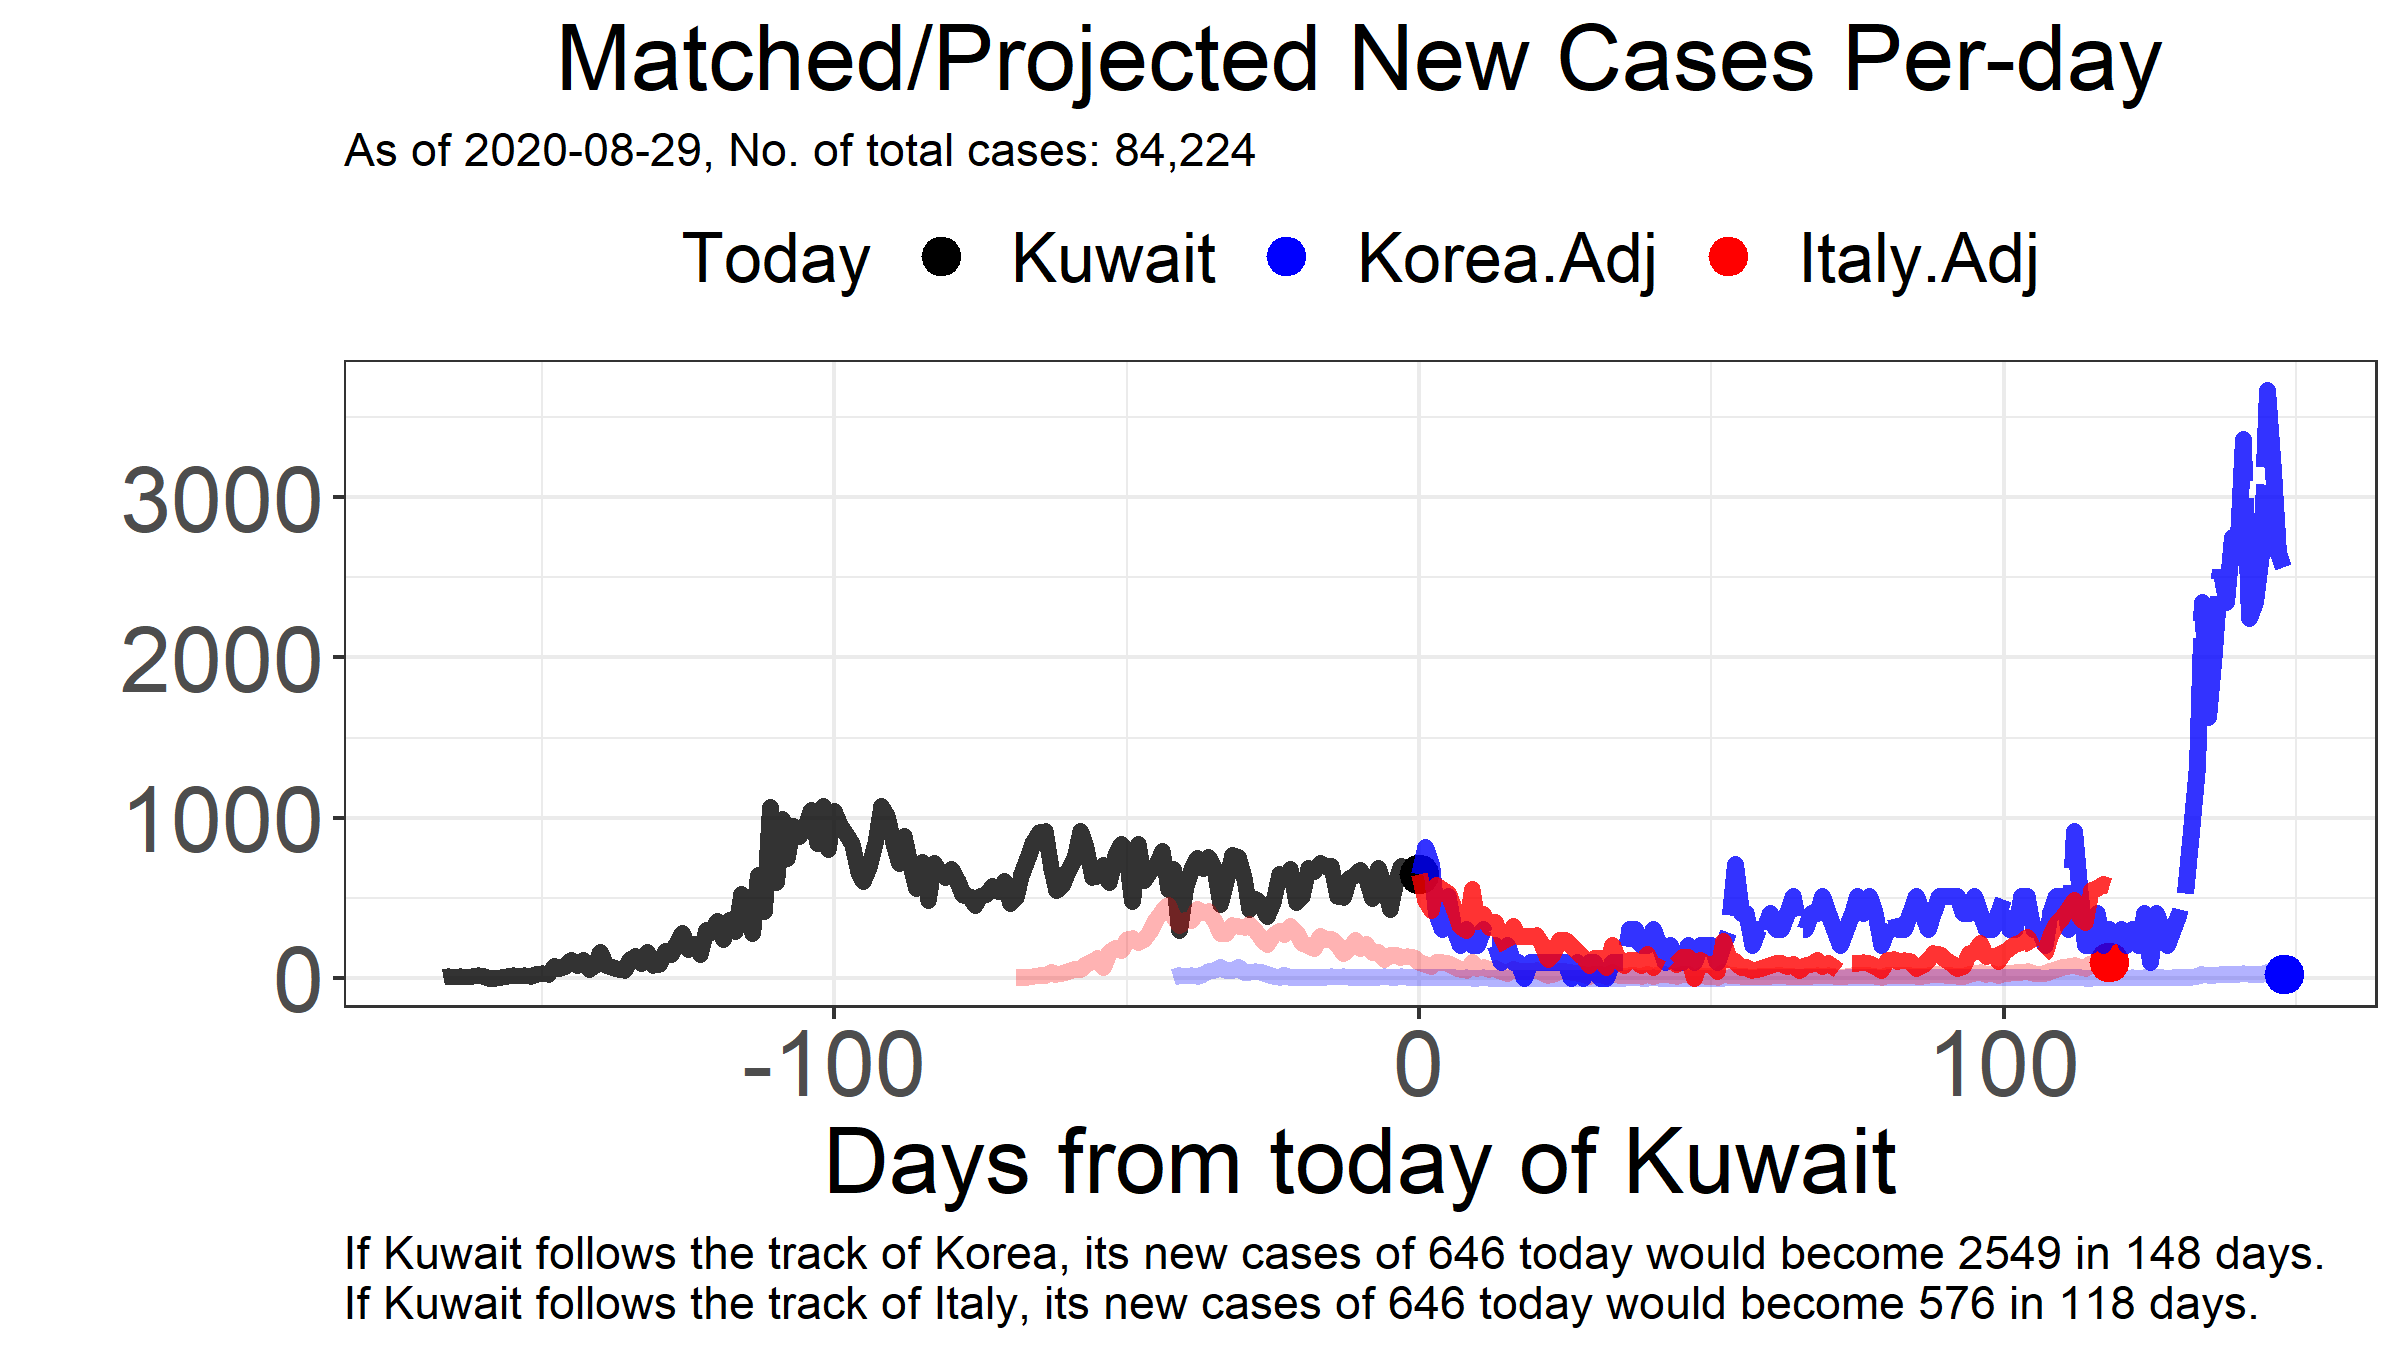 Matched/Projected New Cases Per-day
As of 2020-08-29, No. of total cases: 84,224
Today Kuwait Korea.Adj Italy.Adj
3000
2000
1000
0
-100 0 100
Days from today of Kuwait
If Kuwait follows the track of Korea, its new cases of 646 today would become 2549 in 148 days.
If Kuwait follows the track of Italy, its new cases of 646 today would become 576 in 118 days.